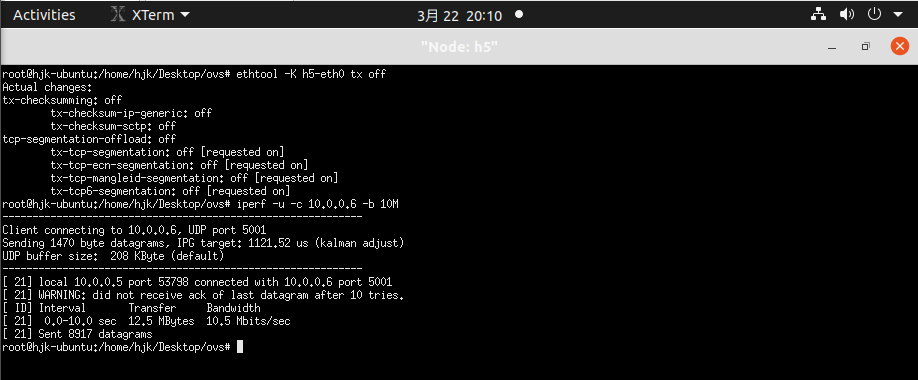 Activities XTerm 3月 22 20:10
"Node: h5"
root@hjk-ubuntu:/home/hjk/Desktop/ovs# ethtool -K h5-eth0 tx off
Actual changes:
tx-checksumming: off
tx-checksum-ip-generic: off
tx-checksum-sctp: off
tcp-segmentation-offload: off
tx-tcp-segmentation: off [requested on]
tx-tcp-ecn-segmentation: off [requested on]
tx-tcp-mangleid-segmentation: off [requested on]
tx-tcp6-segmentation: off [requested on]
root@hjk-ubuntu:/home/hjk/Desktop/ovs# iperf -u -c 10.0.0.6 -b 10M
------------------------------------------------------------
Client connecting to 10.0.0.6, UDP port 5001
Sending 1470 byte datagrams, IPG target: 1121.52 us (kalman adjust)
UDP buffer size: 208 KByte (default)
------------------------------------------------------------
[ 21] local 10.0.0.5 port 53798 connected with 10.0.0.6 port 5001
[ 21] WARNING: did not receive ack of last datagram after 10 tries.
[ ID] Interval Transfer Bandwidth
[ 21] 0.0-10.0 sec 12.5 MBytes 10.5 Mbits/sec
[ 21] Sent 8917 datagrams
root@hjk-ubuntu:/home/hjk/Desktop/ovs#